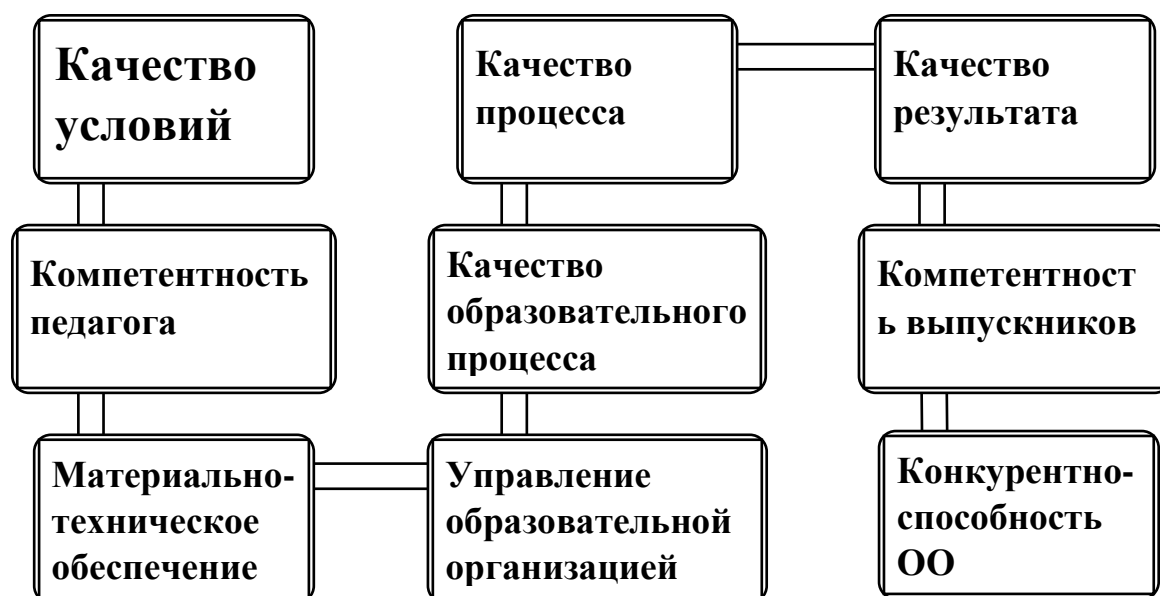 Качество
условий
Компетентность
педагога
Материально-
техническое
обеспечение
Качество
процесса
Качество
образовательного
процесса
Управление
образовательной
организацией
Качество
результата
Компетентност
ь выпускников
Конкурентно-
способность
ОО